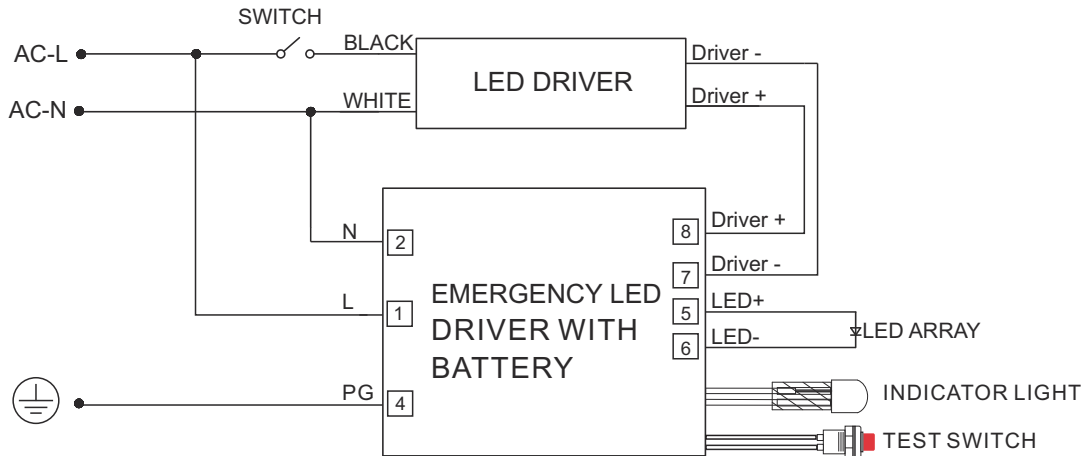 SWITCH
AC-L
BLACK
LED DRIVER
Driver -
AC-N
WHITE
Driver +
N
2
8
Driver +
7
Driver -
L
1
EMERGENCY LED
DRIVER WITH
BATTERY
5
LED+
6
LED-
LED ARRAY
PG
4
INDICATOR LIGHT
TEST SWITCH